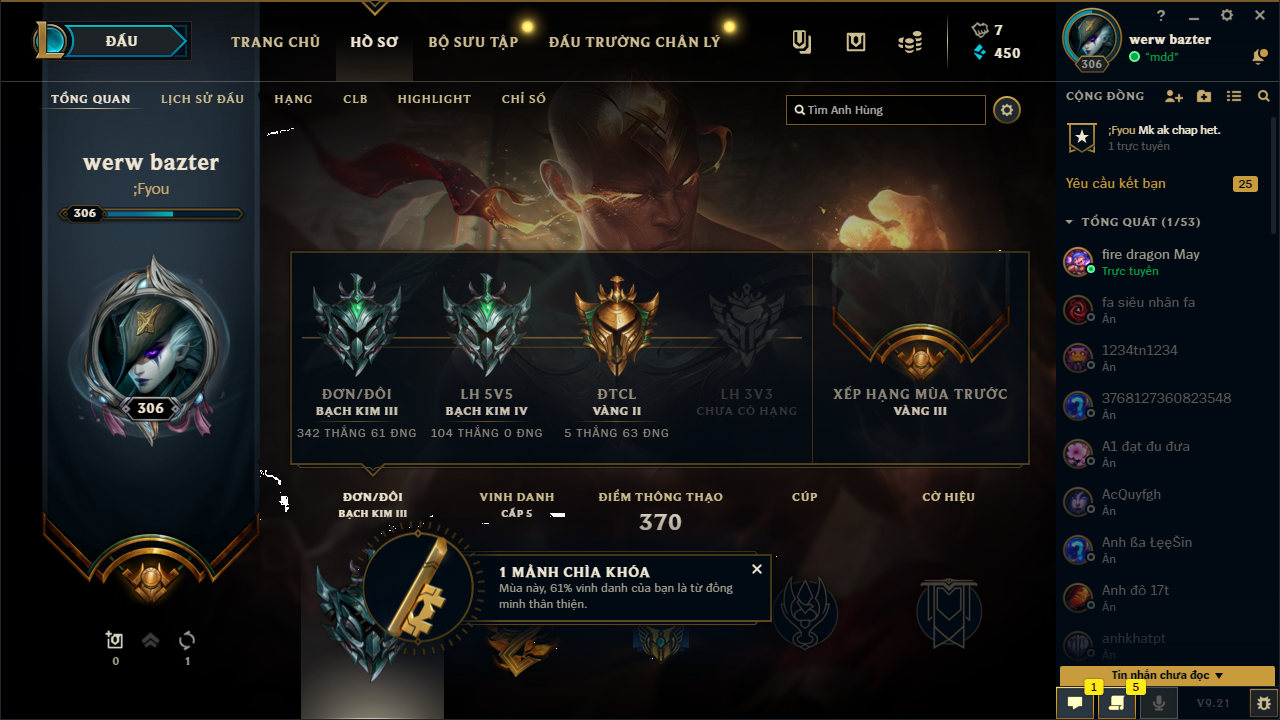 ĐẤU
TRANG CHỦ
HỒ SƠ
BỘ SƯU TẬP
ĐẤU TRƯỜNG CHÂN LÝ
7
450
?
werw bazter
306
"mdd"
TỔNG QUAN
LỊCH SỬ ĐẤU
HẠNG
CLB
HIGHLIGHT
CHỈ SỐ
Tìm Anh Hùng
CỘNG ĐỒNG
;Fyou Mk ak chap het.
1 trực tuyến
Yêu cầu kết bạn
25
TỔNG QUÁT (1/53)
fire dragon May
Trực tuyến
fa siêu nhân fa
Ẩn
1234tn1234
Ẩn
3768127360823548
Ẩn
A1 đạt đu đưa
Ẩn
AcQuyfgh
Ẩn
Anh ßa ŁęęŠin
Ẩn
Anh đô 17t
Ẩn
anhkhatpt
Ẩn
Tin nhắn chưa đọc
1
5
V9.21
werw bazter
;Fyou
306
306
0
1
ĐƠN/ĐÔI
BẠCH KIM III
342 THẮNG 61 ĐNG
LH 5V5
BẠCH KIM IV
104 THẮNG 0 ĐNG
ĐTCL
VÀNG II
5 THẮNG 63 ĐNG
LH 3V3
CHƯA CÓ HẠNG
XẾP HẠNG MÙA TRƯỚC
VÀNG III
ĐƠN/ĐÔI
BẠCH KIM III
VINH DANH
CẤP 5
ĐIỂM THÔNG THẠO
370
CÚP
CỜ HIỆU
1 MẢNH CHÌA KHÓA
Mùa này, 61% vinh danh của bạn là từ đồng
minh thân thiện.